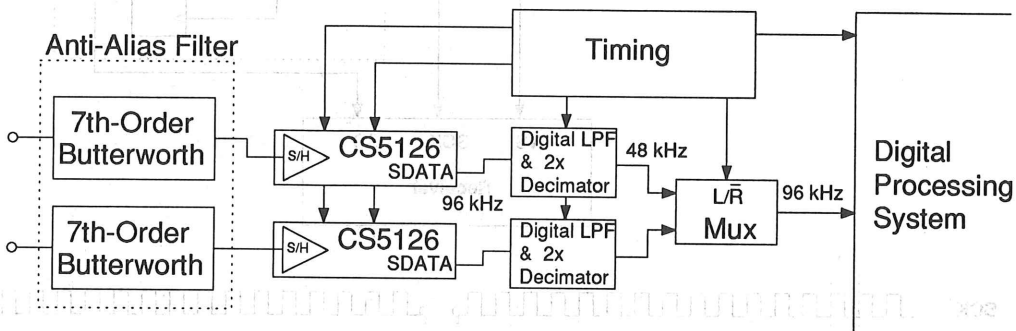 Anti-Alias Filter
7th-Order
Butterworth
7th-Order
Butterworth
S/H
CS5126
SDATA
96 kHz
S/H
CS5126
SDATA
Timing
Digital LPF
& 2x
Decimator
Digital LPF
& 2x
Decimator
48 kHz
L/R̅
Mux
96 kHz
Digital
Processing
System